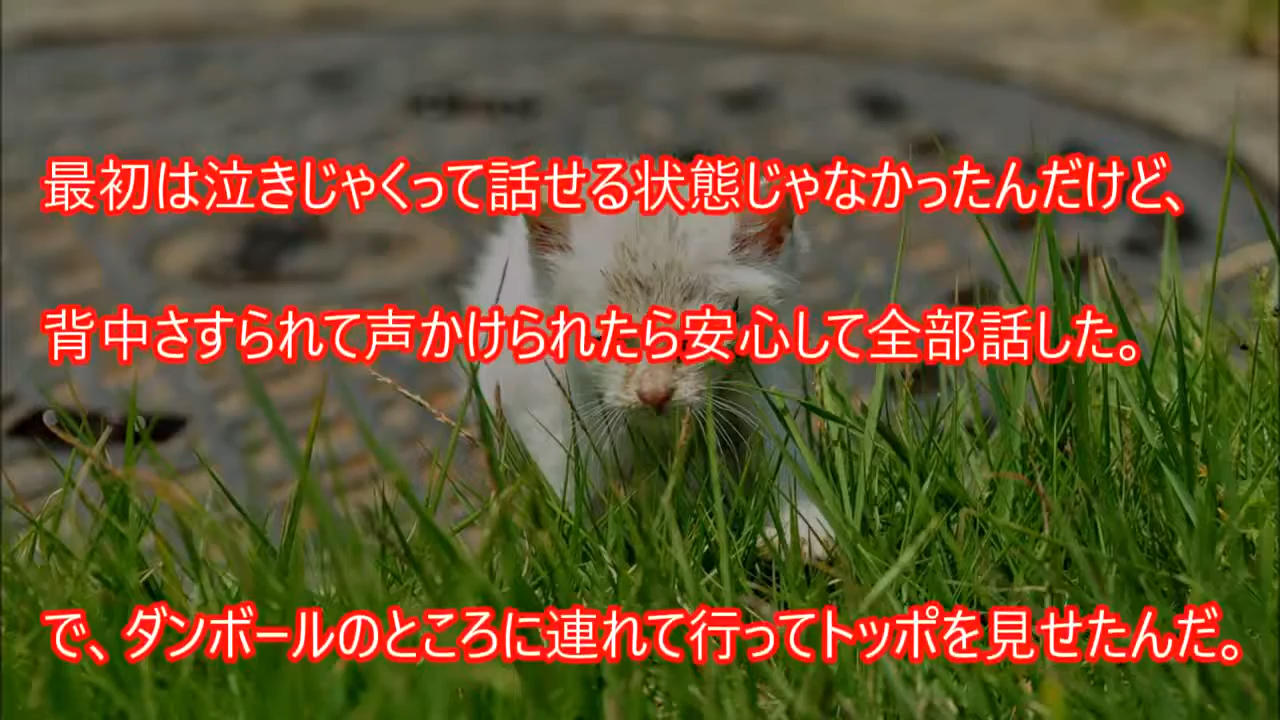 最初は泣きじゃくって話せる状態じゃなかったんだけど、
背中さすられて声かけられたら安心して全部話した。
で、ダンボールのところに連れて行ってトッポを見せたんだ。